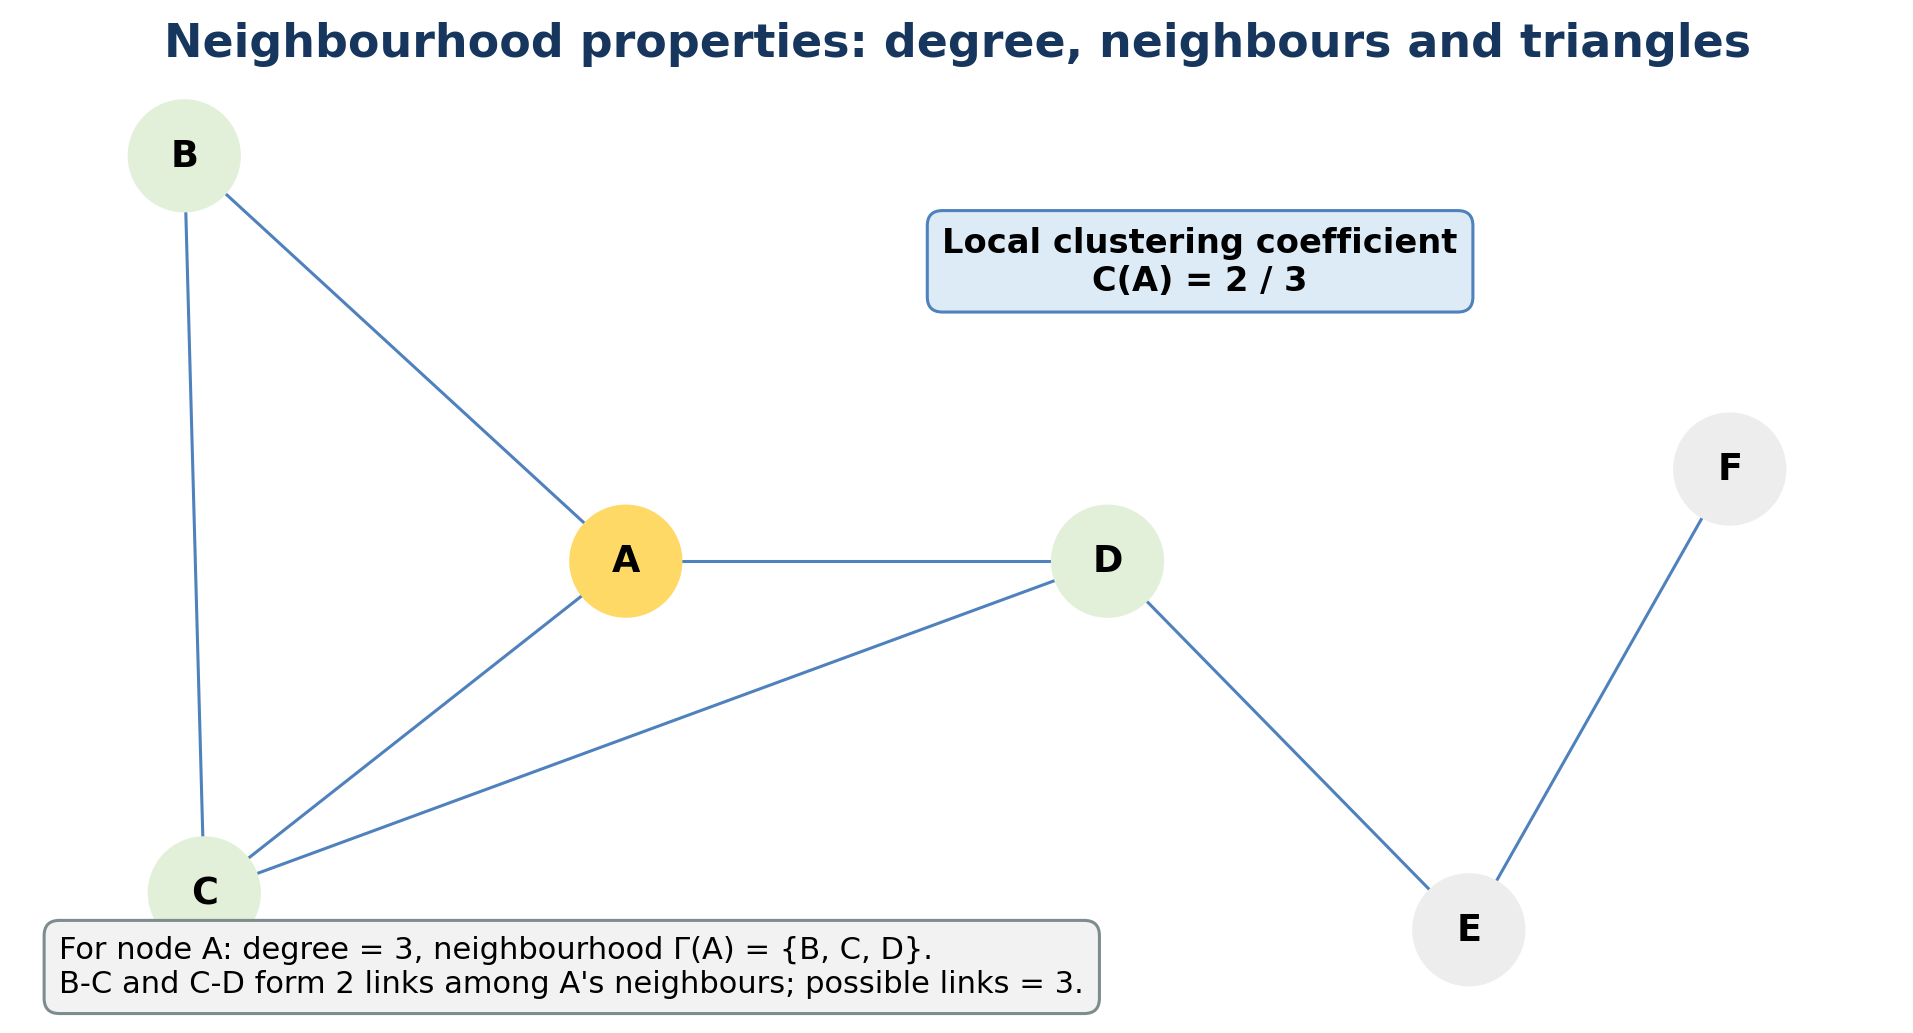 Neighbourhood properties: degree, neighbours and triangles
B
Local clustering coefficient
C(A) = 2 / 3
F
A
D
C
E
For node A: degree = 3, neighbourhood Γ(A) = {B, C, D}.
B-C and C-D form 2 links among A's neighbours; possible links = 3.